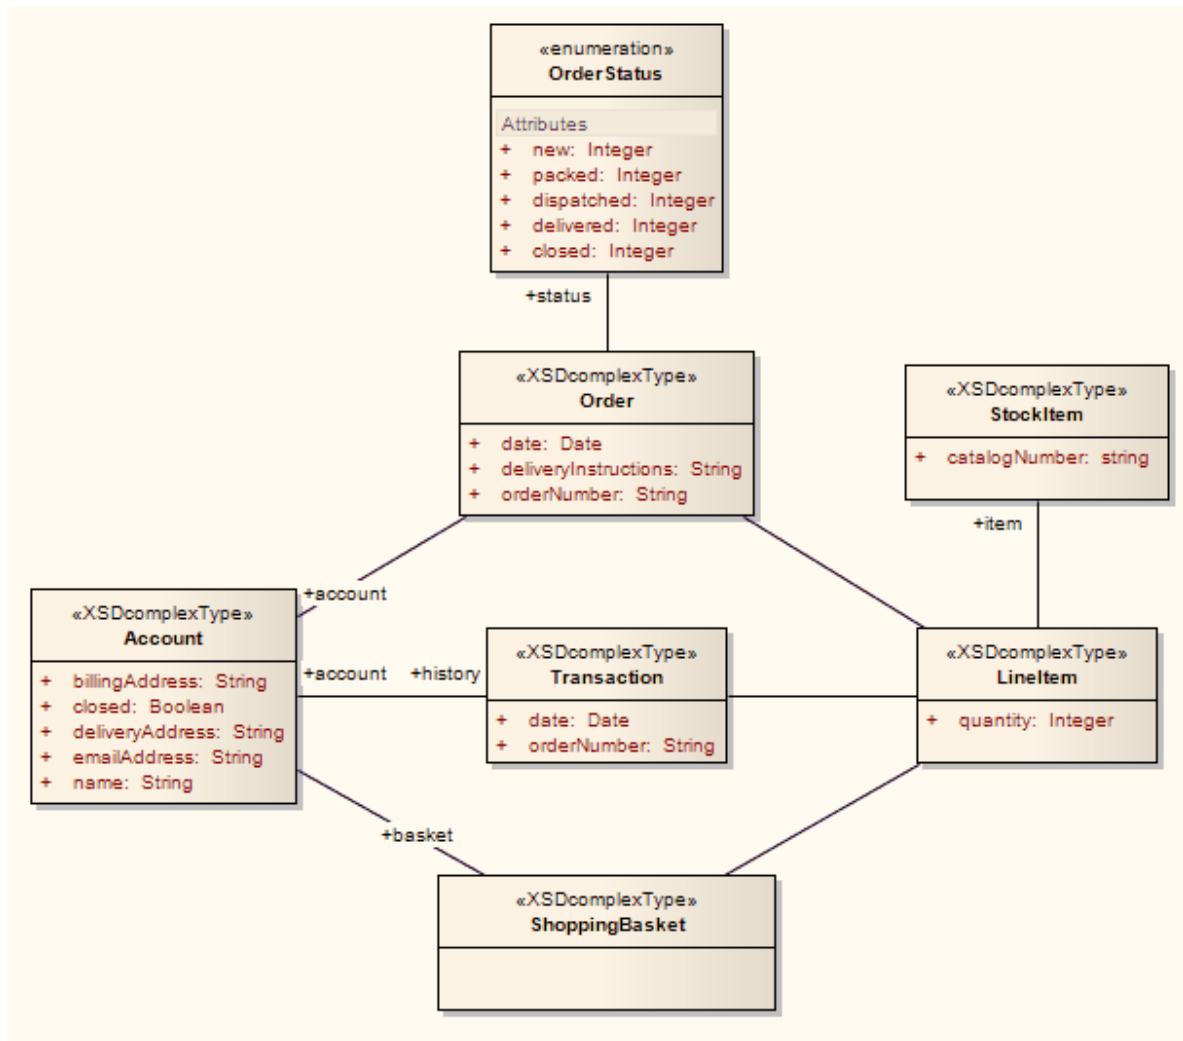 «enumeration»
OrderStatus
Attributes
+ new: Integer
+ packed: Integer
+ dispatched: Integer
+ delivered: Integer
+ closed: Integer
+status
«XSDcomplexType»
Order
+ date: Date
+ deliveryInstructions: String
+ orderNumber: String
«XSDcomplexType»
StockItem
+ catalogNumber: string
+item
+account
«XSDcomplexType»
Account
+ billingAddress: String
+ closed: Boolean
+ deliveryAddress: String
+ emailAddress: String
+ name: String
+account +history
«XSDcomplexType»
Transaction
+ date: Date
+ orderNumber: String
«XSDcomplexType»
LineItem
+ quantity: Integer
+basket
«XSDcomplexType»
ShoppingBasket